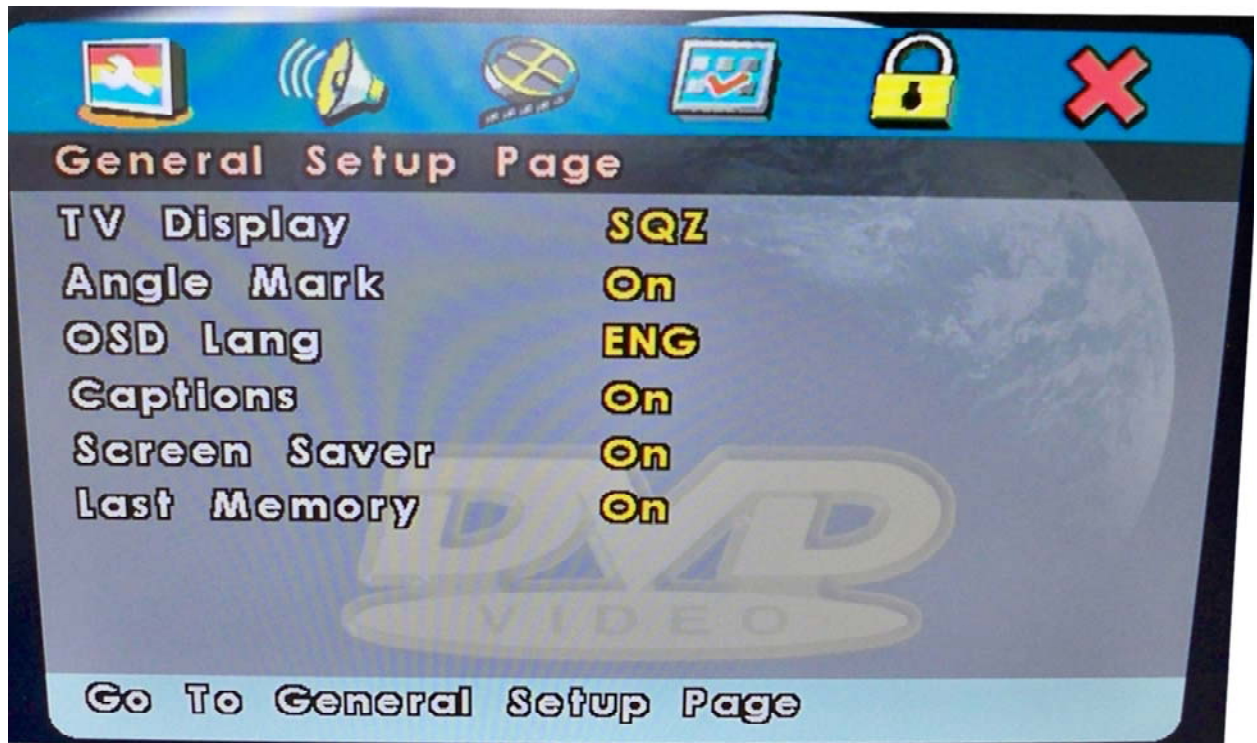 General Setup Page
TV Display SQZ
Angle Mark On
OSD Lang ENG
Captions On
Screen Saver On
Last Memory On
DVD
VIDEO
Go To General Setup Page